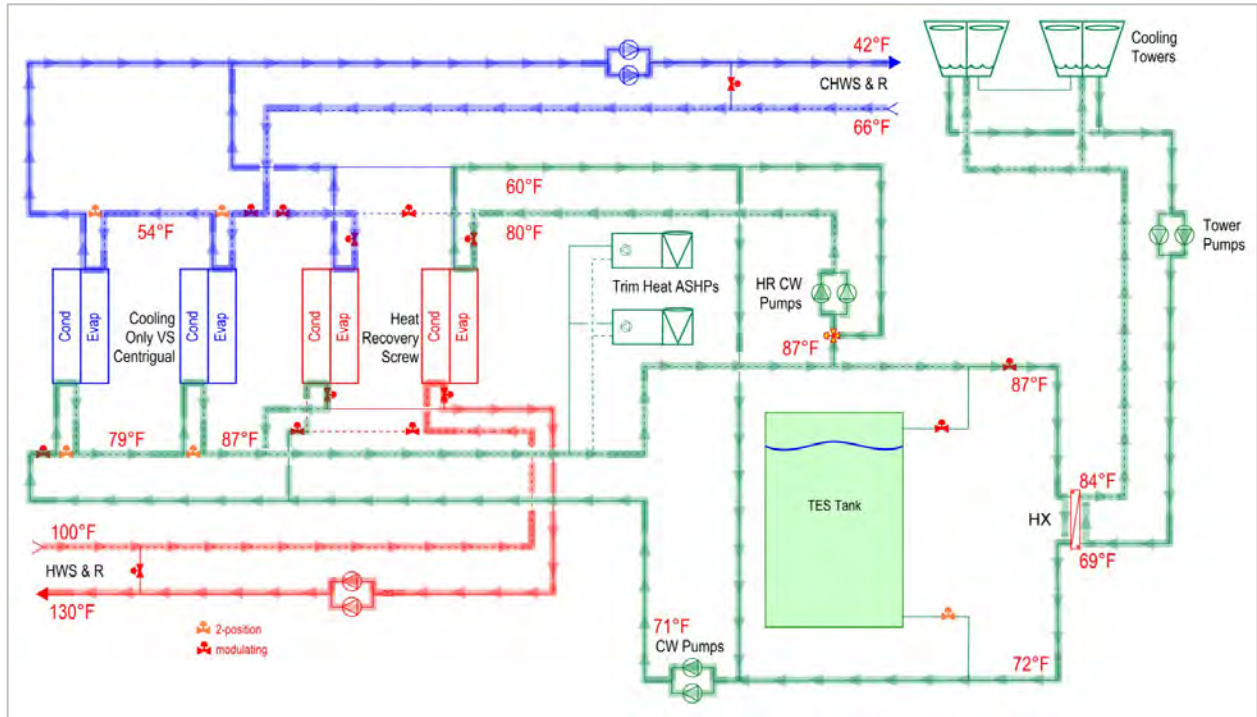 42°F
Cooling
Towers
CHWS & R
66°F
60°F
54°F
80°F
Tower
Pumps
Trim Heat ASHPs
HR CW
Pumps
Cond
Evap
Cooling
Only VS
Centrigual
Cond
Evap
Cond
Evap
Heat
Recovery
Screw
Cond
Evap
87°F
87°F
79°F
87°F
84°F
TES Tank
HX
100°F
69°F
HWS & R
130°F
2-position
modulating
71°F
CW Pumps
72°F